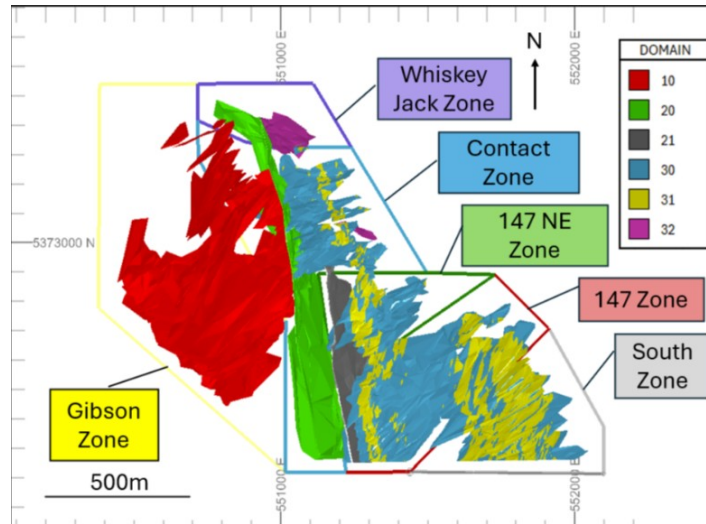 551000 E
552000 E
N
DOMAIN
10
20
21
30
31
32
Whiskey
Jack Zone
Contact
Zone
5373000 N
147 NE
Zone
147 Zone
South
Zone
Gibson
Zone
500m
551000 E
552000 E